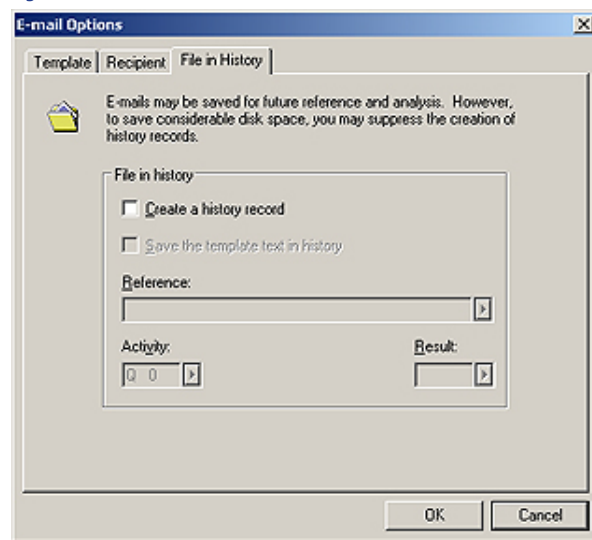 E-mail Options
Template Recipient File in History
E-mails may be saved for future reference and analysis. However,
to save considerable disk space, you may suppress the creation of
history records.
File in history
Create a history record
Save the template text in history
Reference:
Activity: Result:
Q 0
OK Cancel